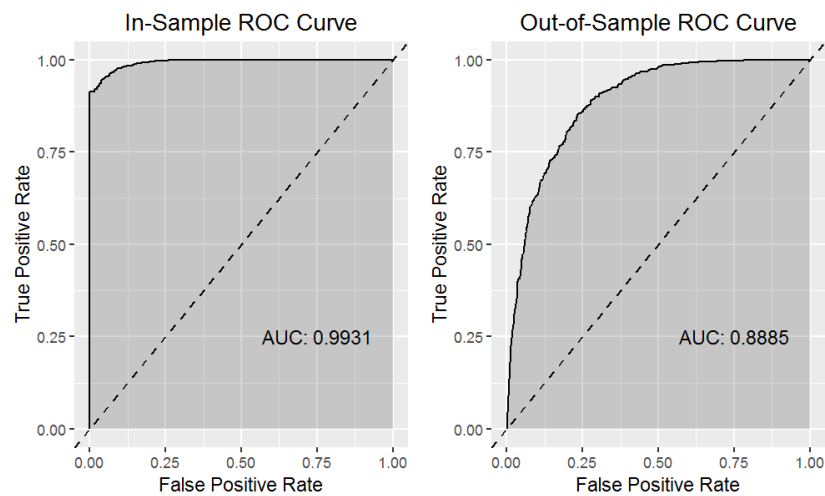 In-Sample ROC Curve
True Positive Rate
1.00
0.75
0.50
0.25
0.00
AUC: 0.9931
0.00 0.25 0.50 0.75 1.00
False Positive Rate
Out-of-Sample ROC Curve
True Positive Rate
1.00
0.75
0.50
0.25
0.00
AUC: 0.8885
0.00 0.25 0.50 0.75 1.00
False Positive Rate